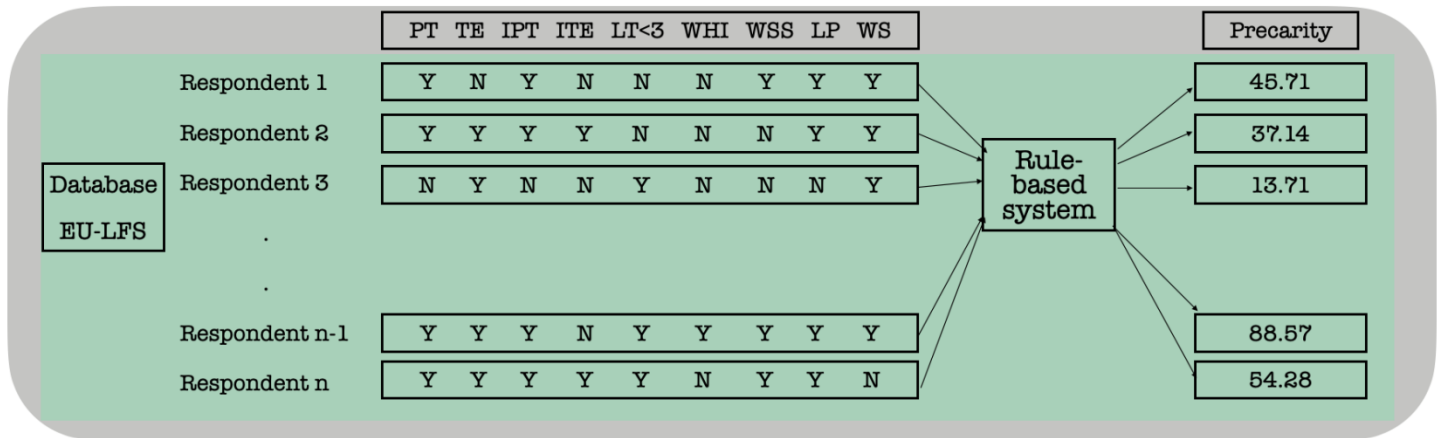 PT TE IPT ITE LT<3 WHI WSS LP WS Precarity
Respondent 1 Y N Y N N N Y Y Y 45.71
Respondent 2 Y Y Y Y N N N Y Y 37.14
Respondent 3 N Y N N Y N N N Y 13.71
Database
EU-LFS
.
.
Rule-
based
system
Respondent n-1 Y Y Y N Y Y Y Y Y 88.57
Respondent n Y Y Y Y Y N Y Y N 54.28